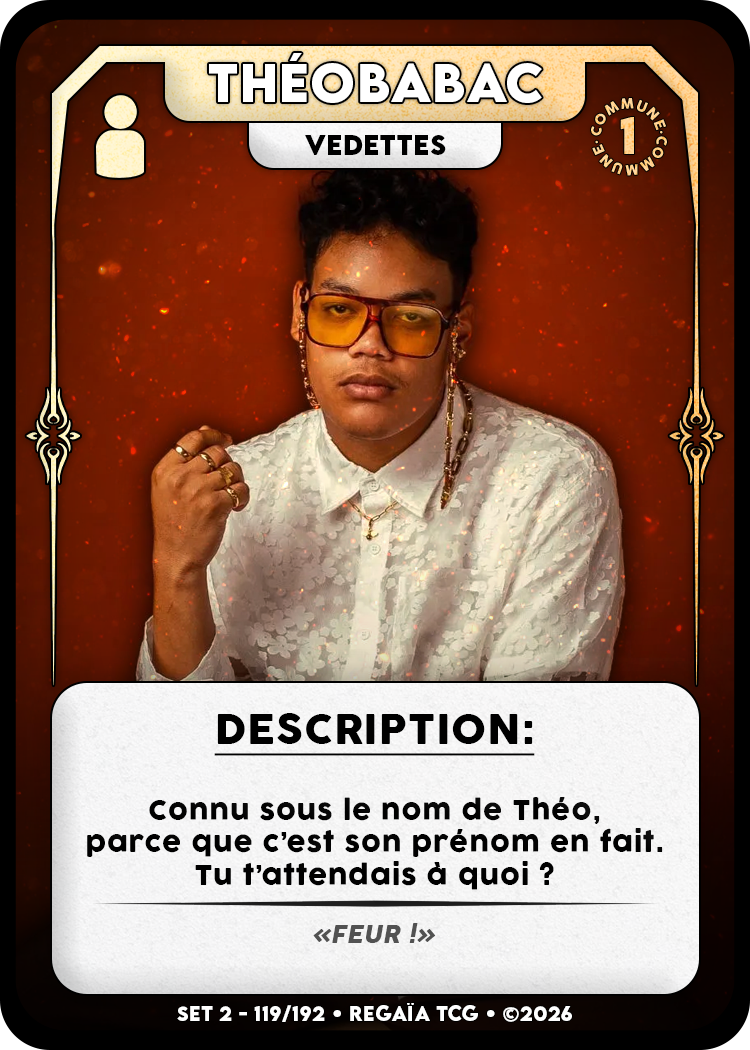 THÉOBABAC
VEDETTES
COMMUNE · COMMUNE ·
1
DESCRIPTION:
Connu sous le nom de Théo,
parce que c'est son prénom en fait.
Tu t'attendais à quoi ?
«FEUR !»
SET 2 - 119/192 • REGAÏA TCG • ©2026